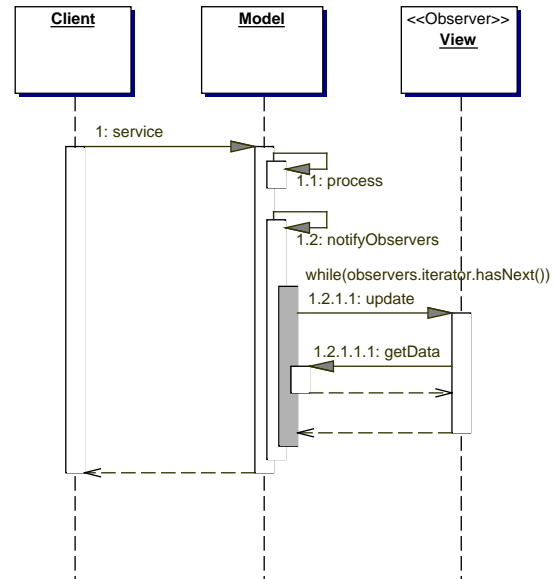 Client
Model
<<Observer>>
View
1: service
1.1: process
1.2: notifyObservers
while(observers.iterator.hasNext())
1.2.1.1: update
1.2.1.1.1: getData